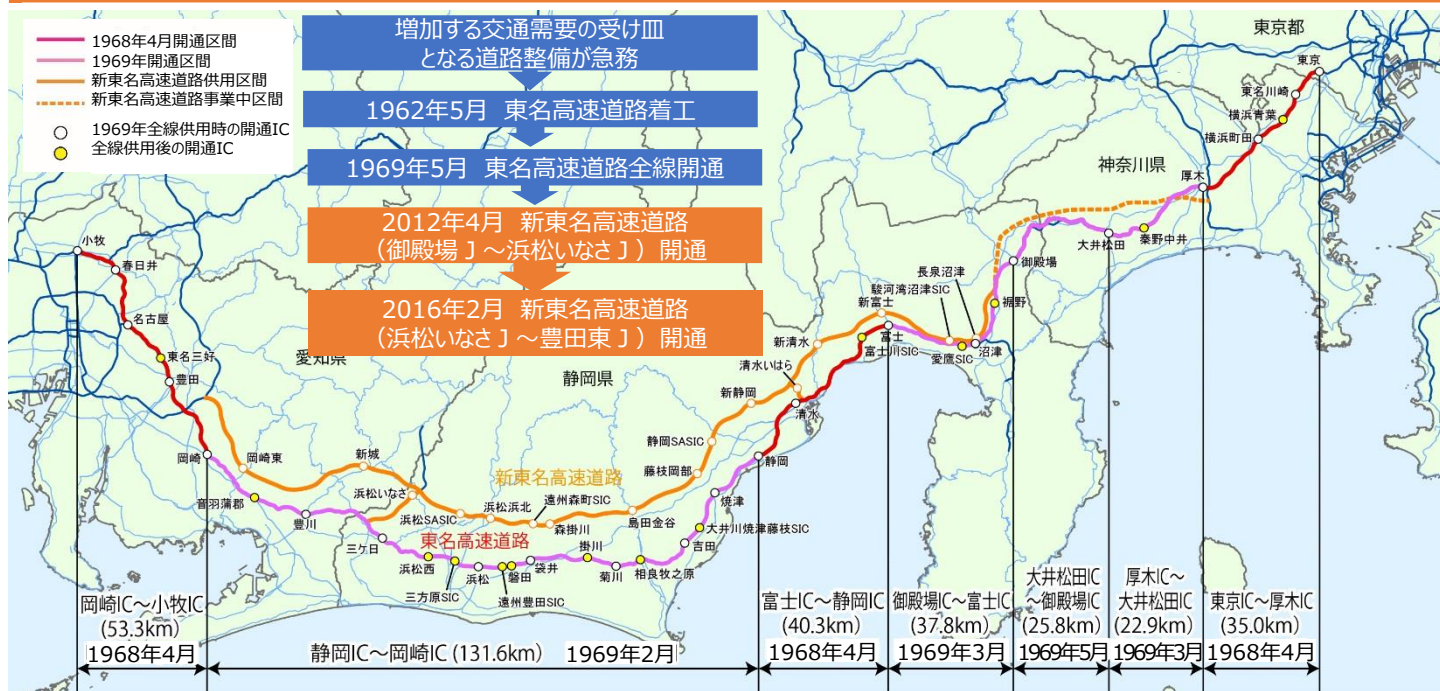 1968年4月開通区間
1969年開通区間
新東名高速道路供用区間
新東名高速道路事業中区間
1969年全線供用時の開通IC
全線供用後の開通IC
増加する交通需要の受け皿
となる道路整備が急務
1962年5月 東名高速道路着工
1969年5月 東名高速道路全線開通
2012年4月 新東名高速道路
(御殿場J～浜松いなさJ)開通
2016年2月 新東名高速道路
(浜松いなさJ～豊田東J)開通
東京都
東京
東名川崎
横浜青葉
横浜町田
神奈川県
厚木
秦野中井
大井松田
御殿場
裾野
長泉沼津
駿河湾沼津SIC
沼津
愛鷹SIC
新富士
富士
富士川SIC
新清水
清水いはら
清水
新静岡
静岡県
静岡SASIC
静岡
藤枝岡部
焼津
大井川焼津藤枝SIC
新東名高速道路
島田金谷
吉田
相良牧之原
遠州森町SIC
森掛川
菊川
掛川
浜松浜北
袋井
磐田
遠州豊田SIC
浜松SASIC
東名高速道路
浜松
三方原SIC
浜松西
浜松いなさ
三ケ日
新城
豊川
音羽蒲郡
岡崎東
岡崎
愛知県
豊田
東名三好
名古屋
春日井
小牧
岡崎IC～小牧IC
(53.3km)
1968年4月
静岡IC～岡崎IC (131.6km)
1969年2月
富士IC～静岡IC
(40.3km)
1968年4月
御殿場IC～富士IC
(37.8km)
1969年3月
大井松田IC
～御殿場IC
(25.8km)
1969年5月
厚木IC～
大井松田IC
(22.9km)
1969年3月
東京IC～厚木IC
(35.0km)
1968年4月